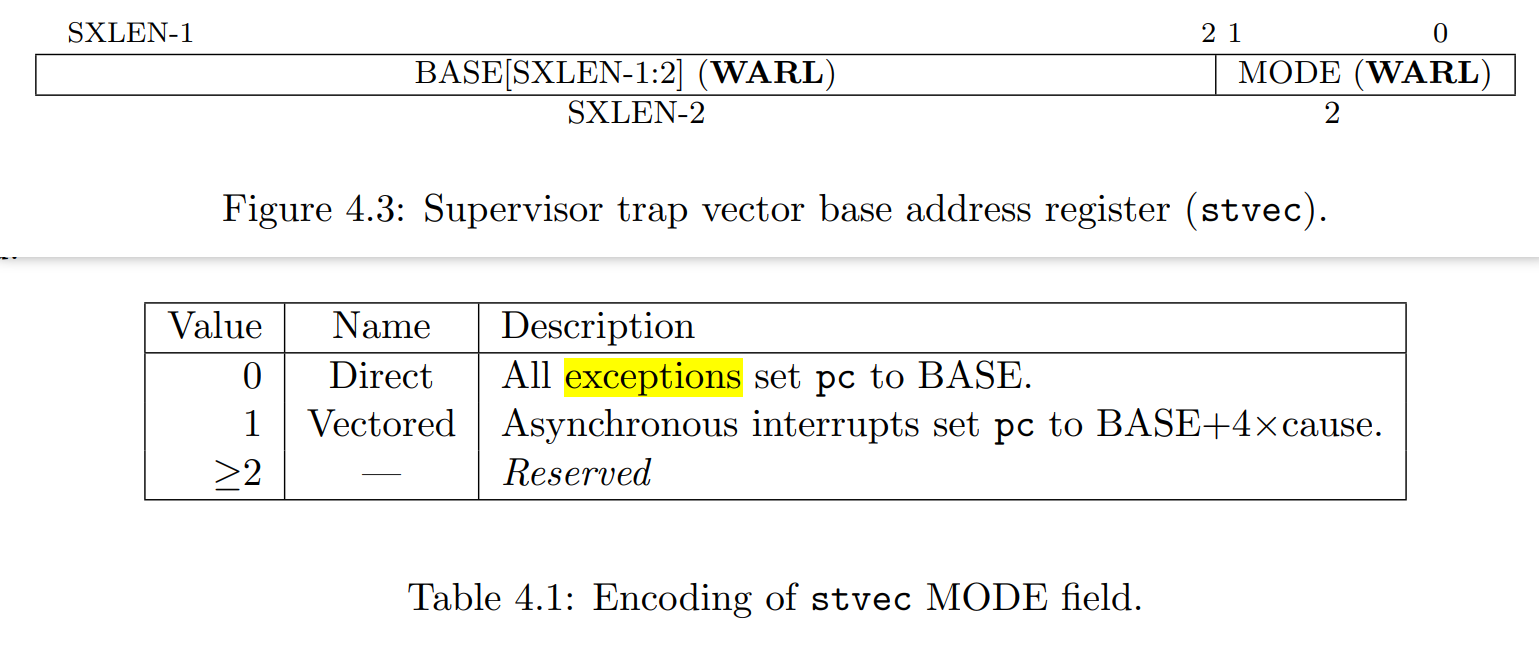 SXLEN-1 2 1 0
BASE[SXLEN-1:2] (WARL) MODE (WARL)
SXLEN-2 2
Figure 4.3: Supervisor trap vector base address register (stvec).
Value Name Description
0 Direct All exceptions set pc to BASE.
1 Vectored Asynchronous interrupts set pc to BASE+4×cause.
≥2 — Reserved
Table 4.1: Encoding of stvec MODE field.